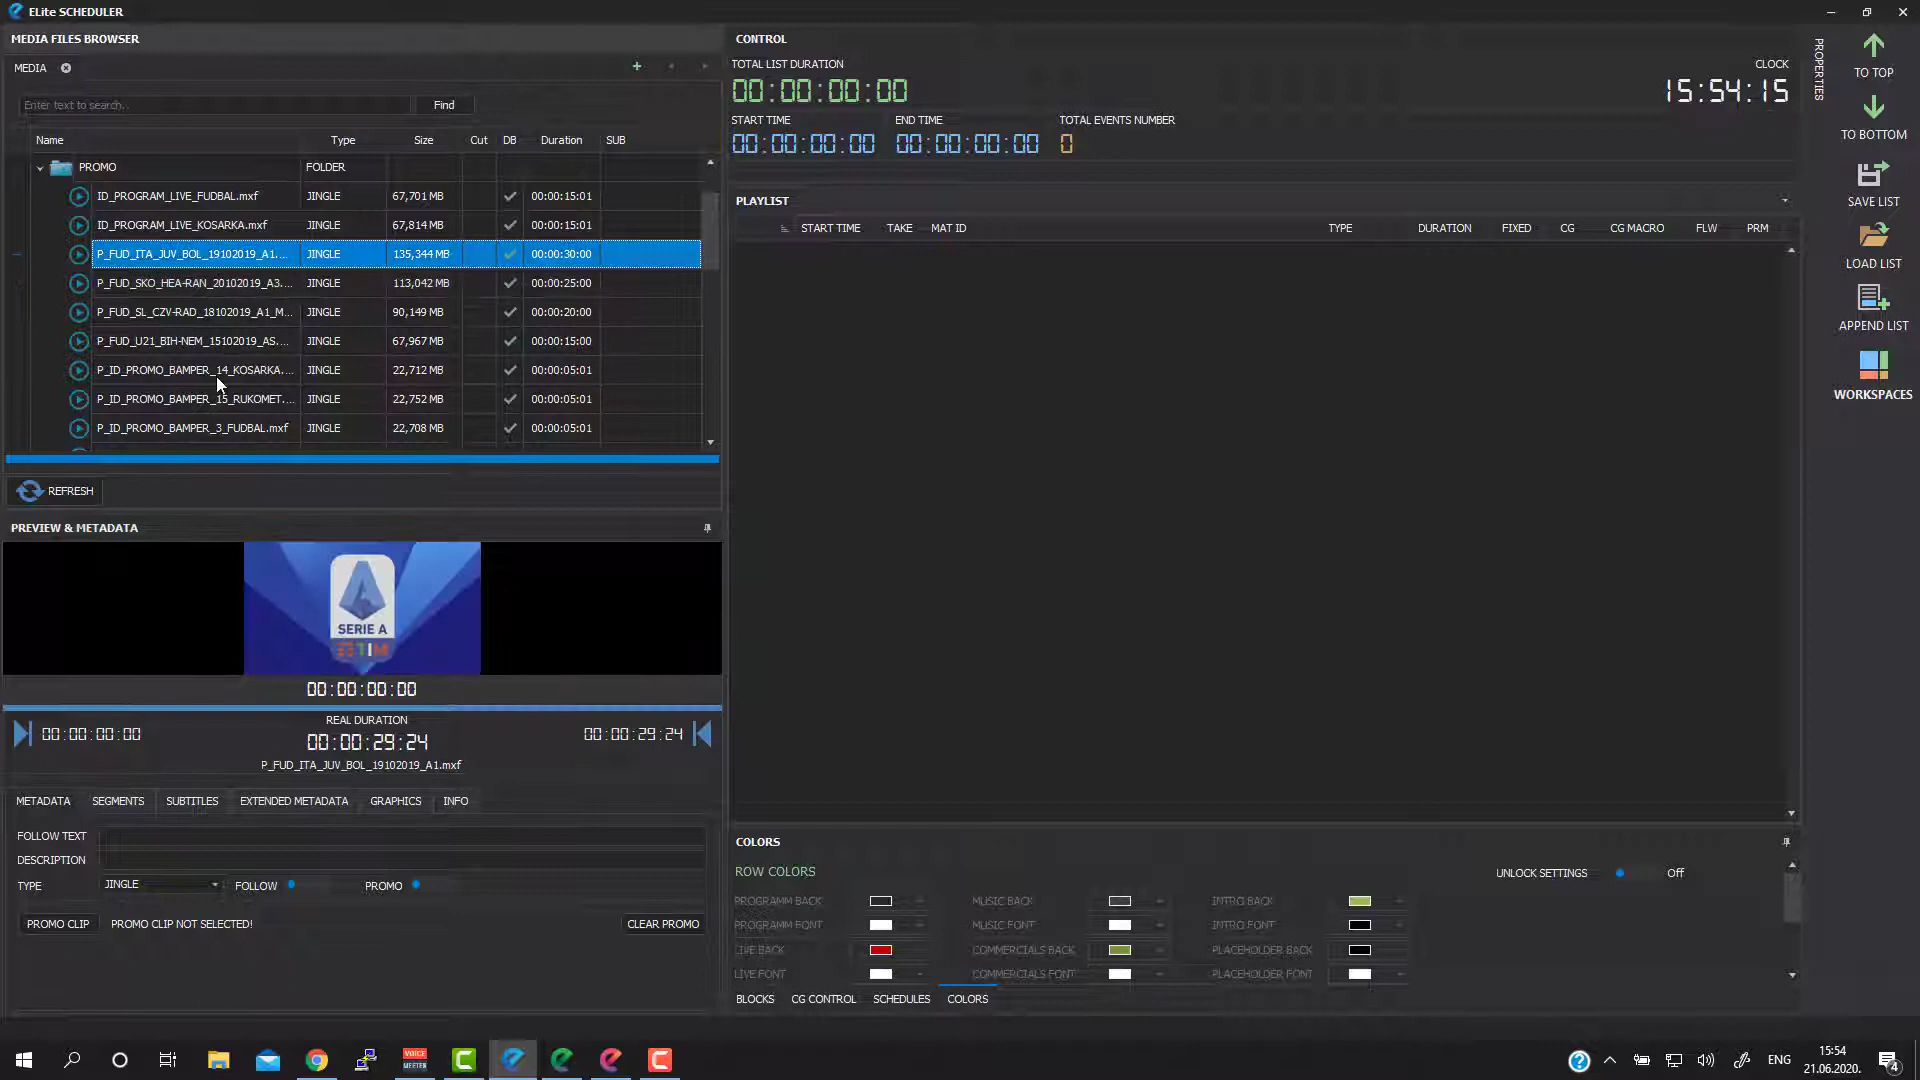 ELite SCHEDULER
MEDIA FILES BROWSER
MEDIA
Enter text to search..
Find
Name Type Size Cut DB Duration SUB
PROMO FOLDER
ID_PROGRAM_LIVE_FUDBAL.mxf JINGLE 67,701 MB 00:00:15:01
ID_PROGRAM_LIVE_KOSARKA.mxf JINGLE 67,814 MB 00:00:15:01
P_FUD_ITA_JUV_BOL_19102019_A1.... JINGLE 135,344 MB 00:00:30:00
P_FUD_SKO_HEA-RAN_20102019_A3.... JINGLE 113,042 MB 00:00:25:00
P_FUD_SL_CZV-RAD_18102019_A1_M... JINGLE 90,149 MB 00:00:20:00
P_FUD_U21_BIH-NEM_15102019_AS.... JINGLE 67,967 MB 00:00:15:00
P_ID_PROMO_BAMPER_14_KOSARKA.... JINGLE 22,712 MB 00:00:05:01
P_ID_PROMO_BAMPER_15_RUKOMET.... JINGLE 22,752 MB 00:00:05:01
P_ID_PROMO_BAMPER_3_FUDBAL.mxf JINGLE 22,708 MB 00:00:05:01
REFRESH
PREVIEW & METADATA
SERIE A
TIM
00:00:00:00
REAL DURATION
00:00:00:00 00:00:29:24 00:00:29:24
P_FUD_ITA_JUV_BOL_19102019_A1.mxf
METADATA SEGMENTS SUBTITLES EXTENDED METADATA GRAPHICS INFO
FOLLOW TEXT
DESCRIPTION
TYPE JINGLE FOLLOW PROMO
PROMO CLIP PROMO CLIP NOT SELECTED! CLEAR PROMO
CONTROL
TOTAL LIST DURATION CLOCK
00:00:00:00 15:54:15
START TIME END TIME TOTAL EVENTS NUMBER
00:00:00:00 00:00:00:00 0
PLAYLIST
START TIME TAKE MAT ID TYPE DURATION FIXED CG CG MACRO FLW PRM
COLORS
ROW COLORS UNLOCK SETTINGS Off
PROGRAMM BACK MUSIC BACK INTRO BACK
PROGRAMM FONT MUSIC FONT INTRO FONT
LIVE BACK COMMERCIALS BACK PLACEHOLDER BACK
LIVE FONT COMMERCIALS FONT PLACEHOLDER FONT
BLOCKS CG CONTROL SCHEDULES COLORS
PROPERTIES
TO TOP
TO BOTTOM
SAVE LIST
LOAD LIST
APPEND LIST
WORKSPACES
VOICE
MEETER
ENG
15:54
21.06.2020.
4